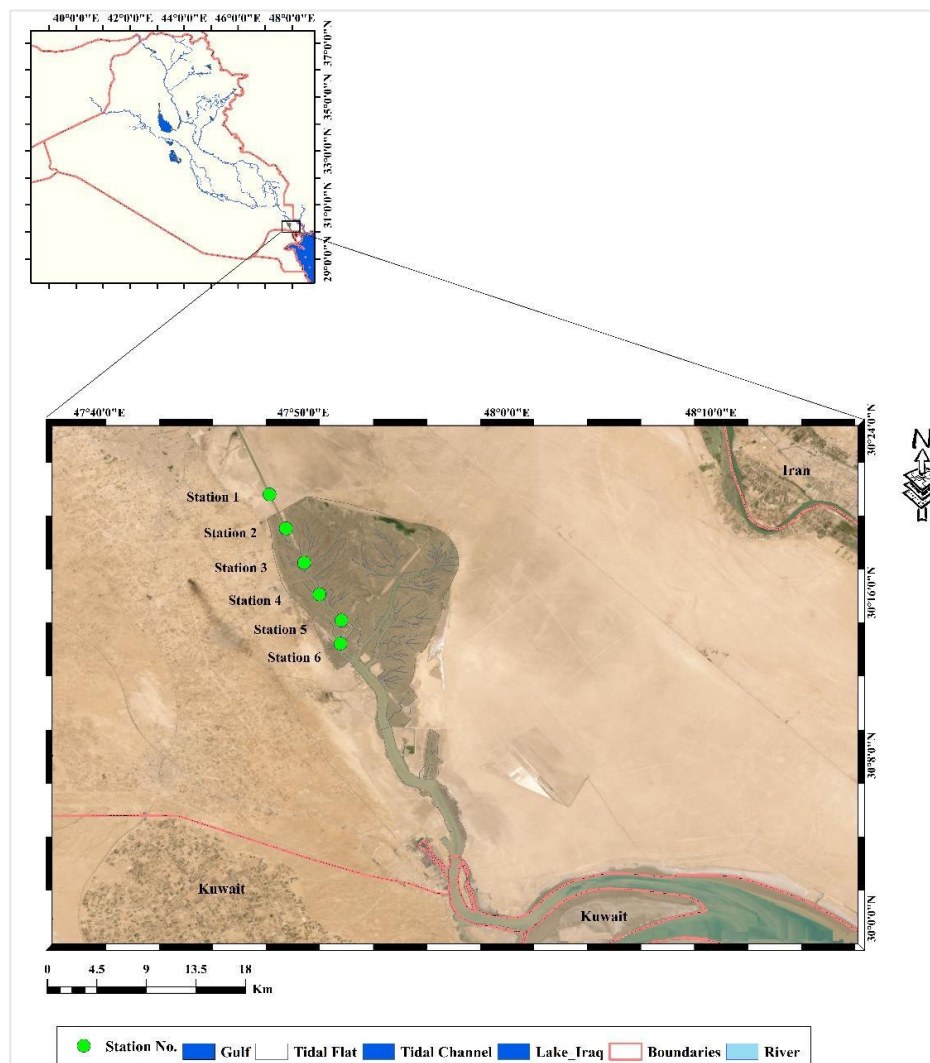 40°0'0"E 42°0'0"E 44°0'0"E 46°0'0"E 48°0'0"E
37°0'0"N
35°0'0"N
33°0'0"N
31°0'0"N
29°0'0"N
47°40'0"E 47°50'0"E 48°0'0"E 48°10'0"E
30°24'0"N
N
Iran
Station 1
Station 2
Station 3
30°16'0"N
Station 4
Station 5
Station 6
30°8'0"N
Kuwait
Kuwait
30°0'0"N
0 4.5 9 13.5 18
Km
Station No. Gulf Tidal Flat Tidal Channel Lake_Iraq Boundaries River